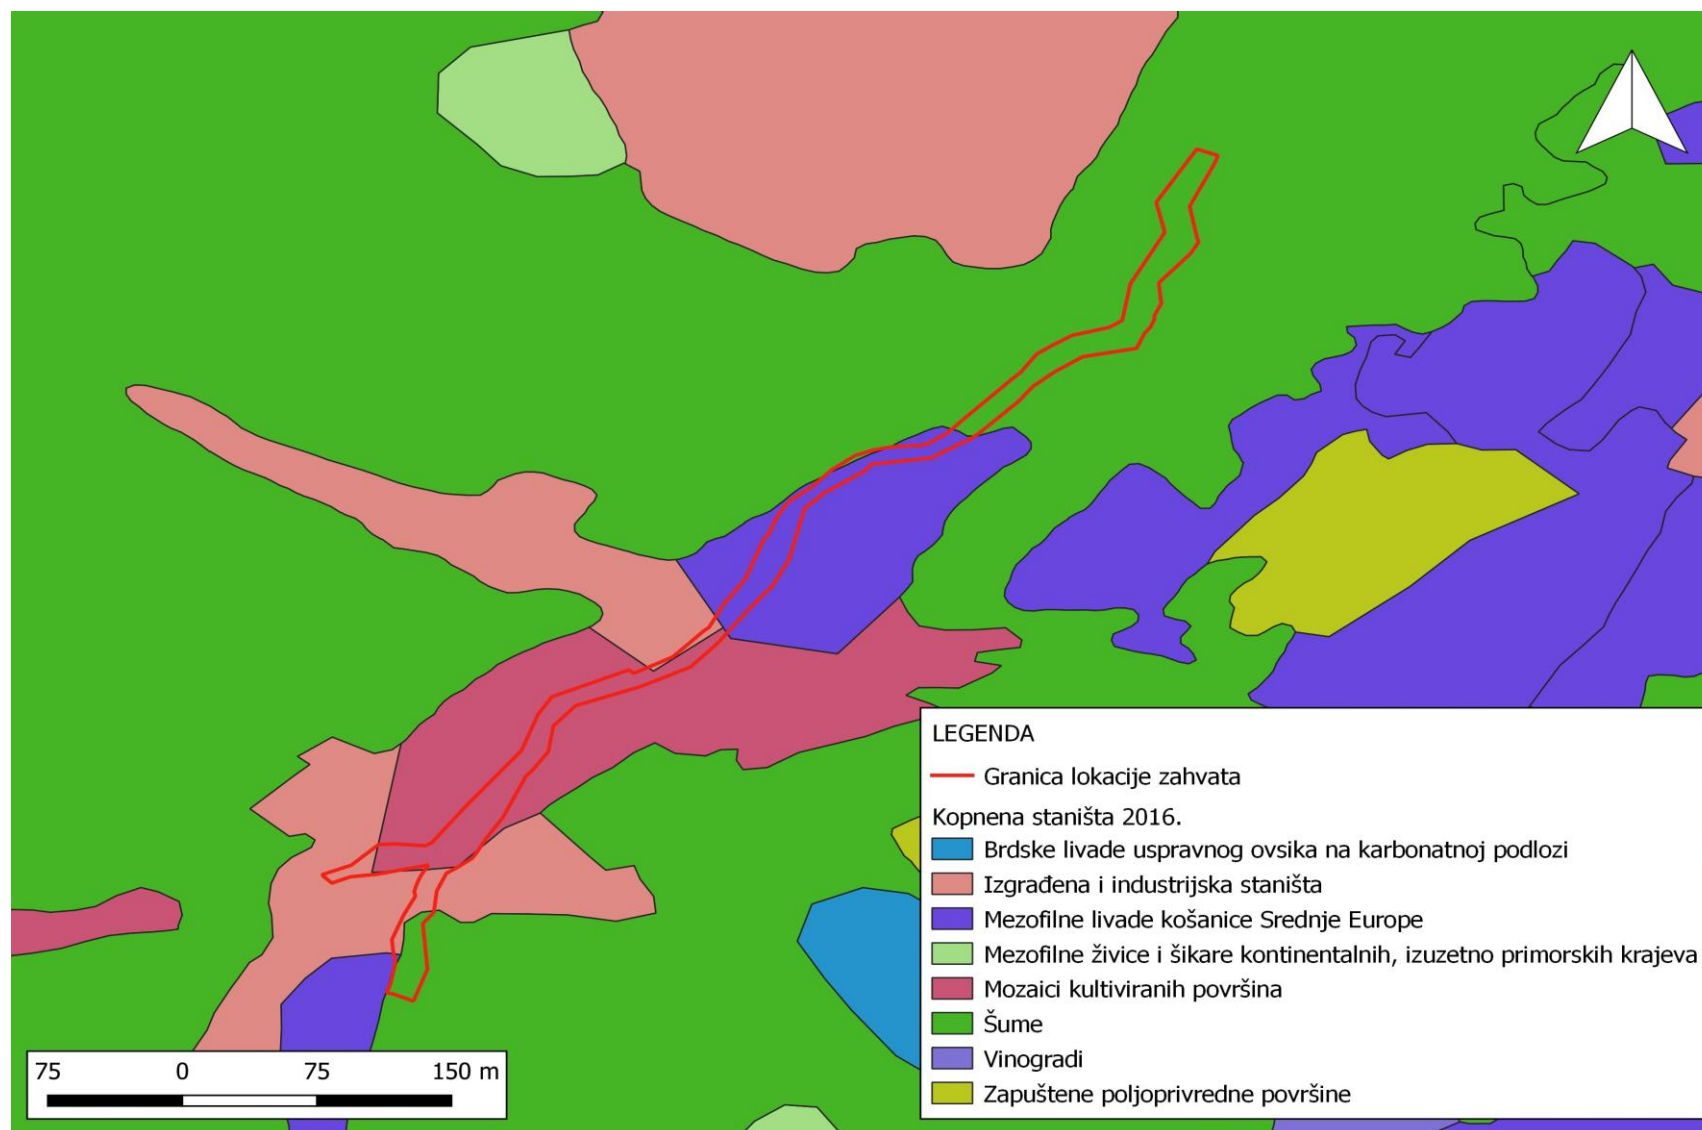 LEGENDA
Granica lokacije zahvata
Kopnena staništa 2016.
Brdske livade uspravnog ovsika na karbonatnoj podlozi
Izgrađena i industrijska staništa
Mezofilne livade košanice Srednje Europe
Mezofilne živice i šikare kontinentalnih, izuzetno primorskih krajeva
Mozaici kultiviranih površina
Šume
Vinogradi
Zapuštene poljoprivredne površine
75 0 75 150 m